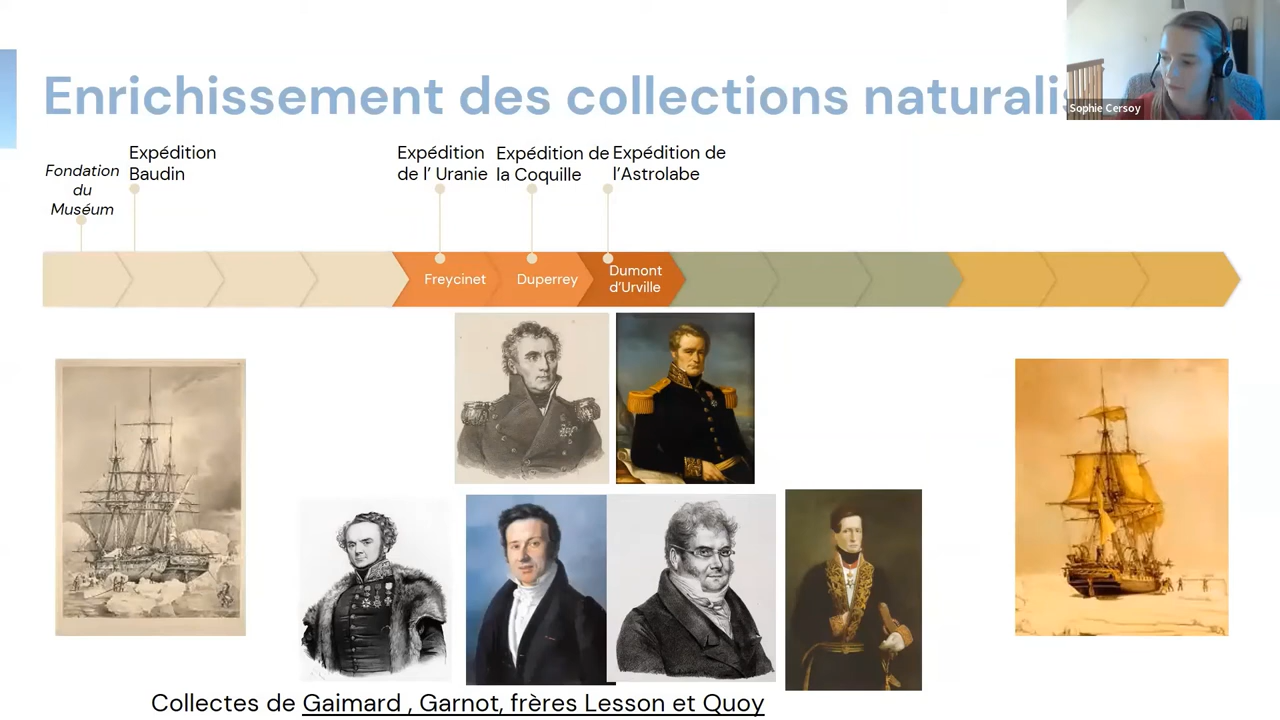 Enrichissement des collections naturalis
Sophie Cersoy
Fondation
du
Muséum
Expédition
Baudin
Expédition
de l' Uranie
Expédition de
la Coquille
Expédition de
l'Astrolabe
Freycinet
Duperrey
Dumont
d'Urville
Collectes de Gaimard , Garnot, frères Lesson et Quoy